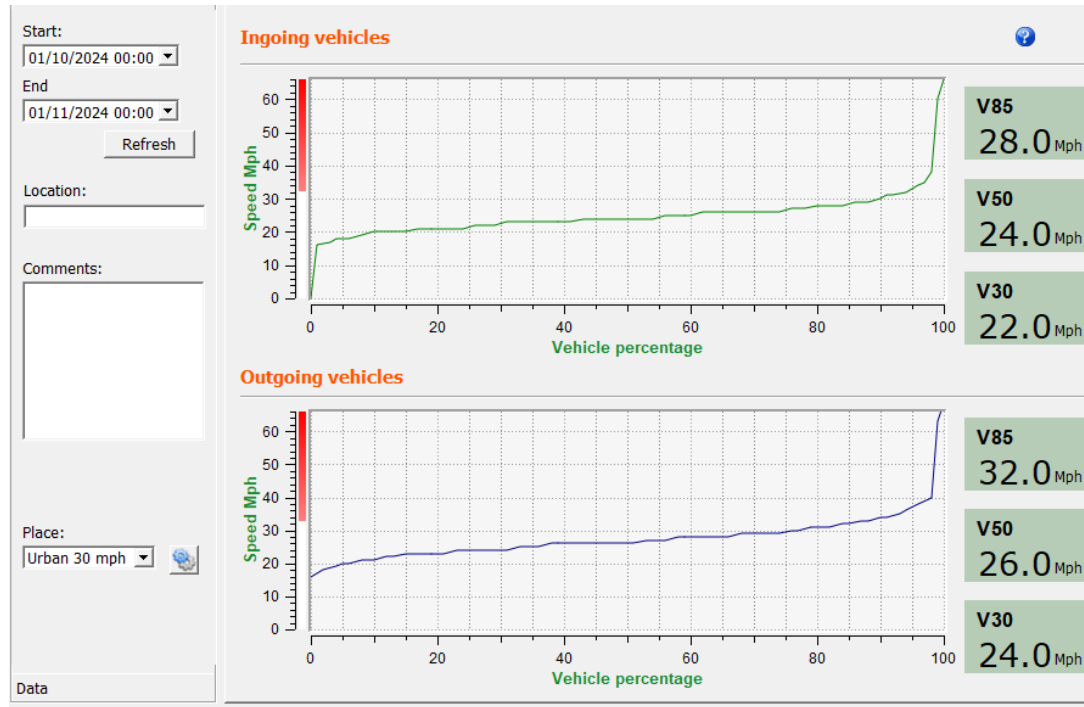 Start:
01/10/2024 00:00
End
01/11/2024 00:00
Refresh
Location:
Comments:
Place:
Urban 30 mph
Data
Ingoing vehicles
?
60
50
40
30
20
10
0
Speed Mph
0 20 40 60 80 100
Vehicle percentage
V85
28.0 Mph
V50
24.0 Mph
V30
22.0 Mph
Outgoing vehicles
60
50
40
30
20
10
0
Speed Mph
0 20 40 60 80 100
Vehicle percentage
V85
32.0 Mph
V50
26.0 Mph
V30
24.0 Mph